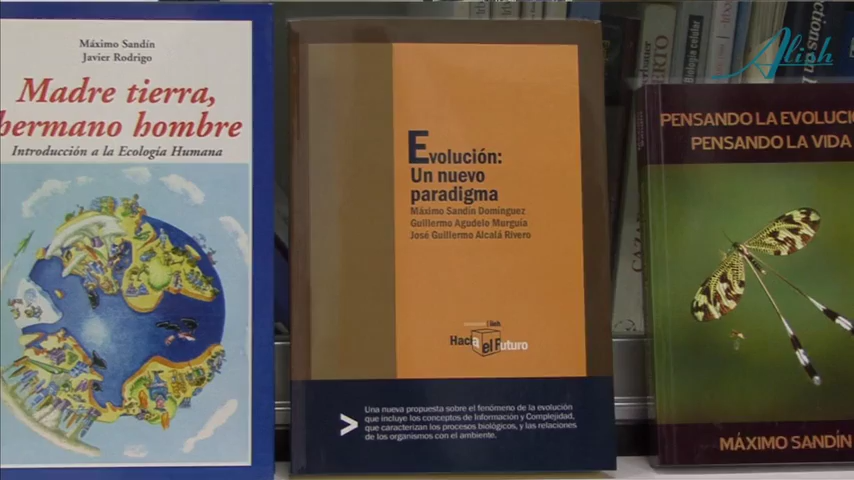 Máximo Sandín
Javier Rodrigo
Madre tierra,
hermano hombre
Introducción a la Ecología Humana
Evolución:
Un nuevo
paradigma
Máximo Sandín Domínguez
Guillermo Agudelo Murguía
José Guillermo Alcalá Rivero
Hacia
el Futuro
> Una nueva propuesta sobre el fenómeno de la evolución
que incluye los conceptos de Información y Complejidad,
que caracterizan los procesos biológicos, y las relaciones
de los organismos con el ambiente.
Biología celular
Alish
PENSANDO LA EVOLUCIÓ
PENSANDO LA VIDA
MÁXIMO SANDÍN